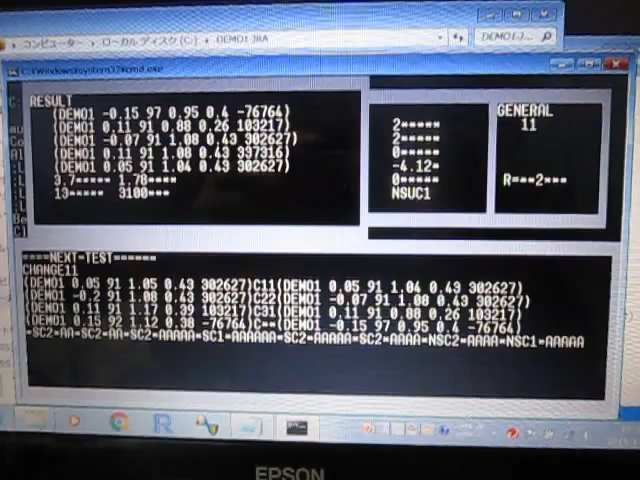 コンピューター ▸ ローカル ディスク (C:) ▸ DEMO1 JRA
DEMO1 J...
C:\Windows\system32\cmd.exe
RESULT
(DEMO1 -0.15 97 0.95 0.4 -76764)
(DEMO1 0.11 91 0.88 0.26 103217)
(DEMO1 -0.07 91 1.08 0.43 302627)
(DEMO1 0.11 91 1.08 0.43 337316)
(DEMO1 0.05 91 1.04 0.43 302627)
3.7===== 1.78====
13===== 3100===
2=====
2=====
0=====
-4.12=
0=====
NSUC1
GENERAL
11
R===2===
====NEXT=TEST======
CHANGE11
(DEMO1 0.05 91 1.05 0.43 302627)C11(DEMO1 0.05 91 1.04 0.43 302627)
(DEMO1 -0.2 91 1.08 0.43 302627)C22(DEMO1 -0.07 91 1.08 0.43 302627)
(DEMO1 0.11 91 1.17 0.39 103217)C31(DEMO1 0.11 91 0.88 0.26 103217)
(DEMO1 0.15 92 1.12 0.38 -76764)C==(DEMO1 -0.15 97 0.95 0.4 -76764)
=SC2=AA=SC2=AA=SC2=AAAAA=SC1=AAAAAA=SC2=AAAAA=SC2=AAAA=NSC2=AAAA=NSC1=AAAAA
EPSON